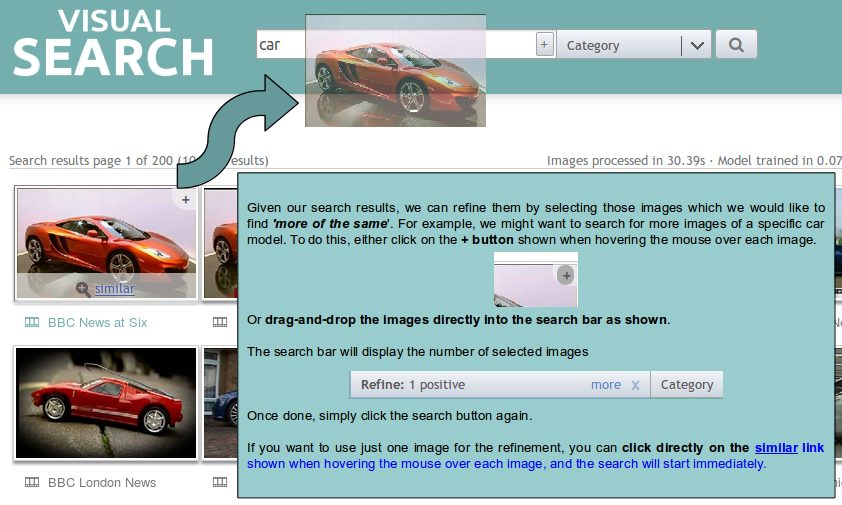 VISUAL
SEARCH
car
+
Category
Search results page 1 of 200 (10 results)
Images processed in 30.39s · Model trained in 0.07
+
similar
BBC News at Six
BBC London News
Given our search results, we can refine them by selecting those images which we would like to
find 'more of the same'. For example, we might want to search for more images of a specific car
model. To do this, either click on the + button shown when hovering the mouse over each image.
+
Or drag-and-drop the images directly into the search bar as shown.
The search bar will display the number of selected images
Refine: 1 positive more x Category
Once done, simply click the search button again.
If you want to use just one image for the refinement, you can click directly on the similar link
shown when hovering the mouse over each image, and the search will start immediately.